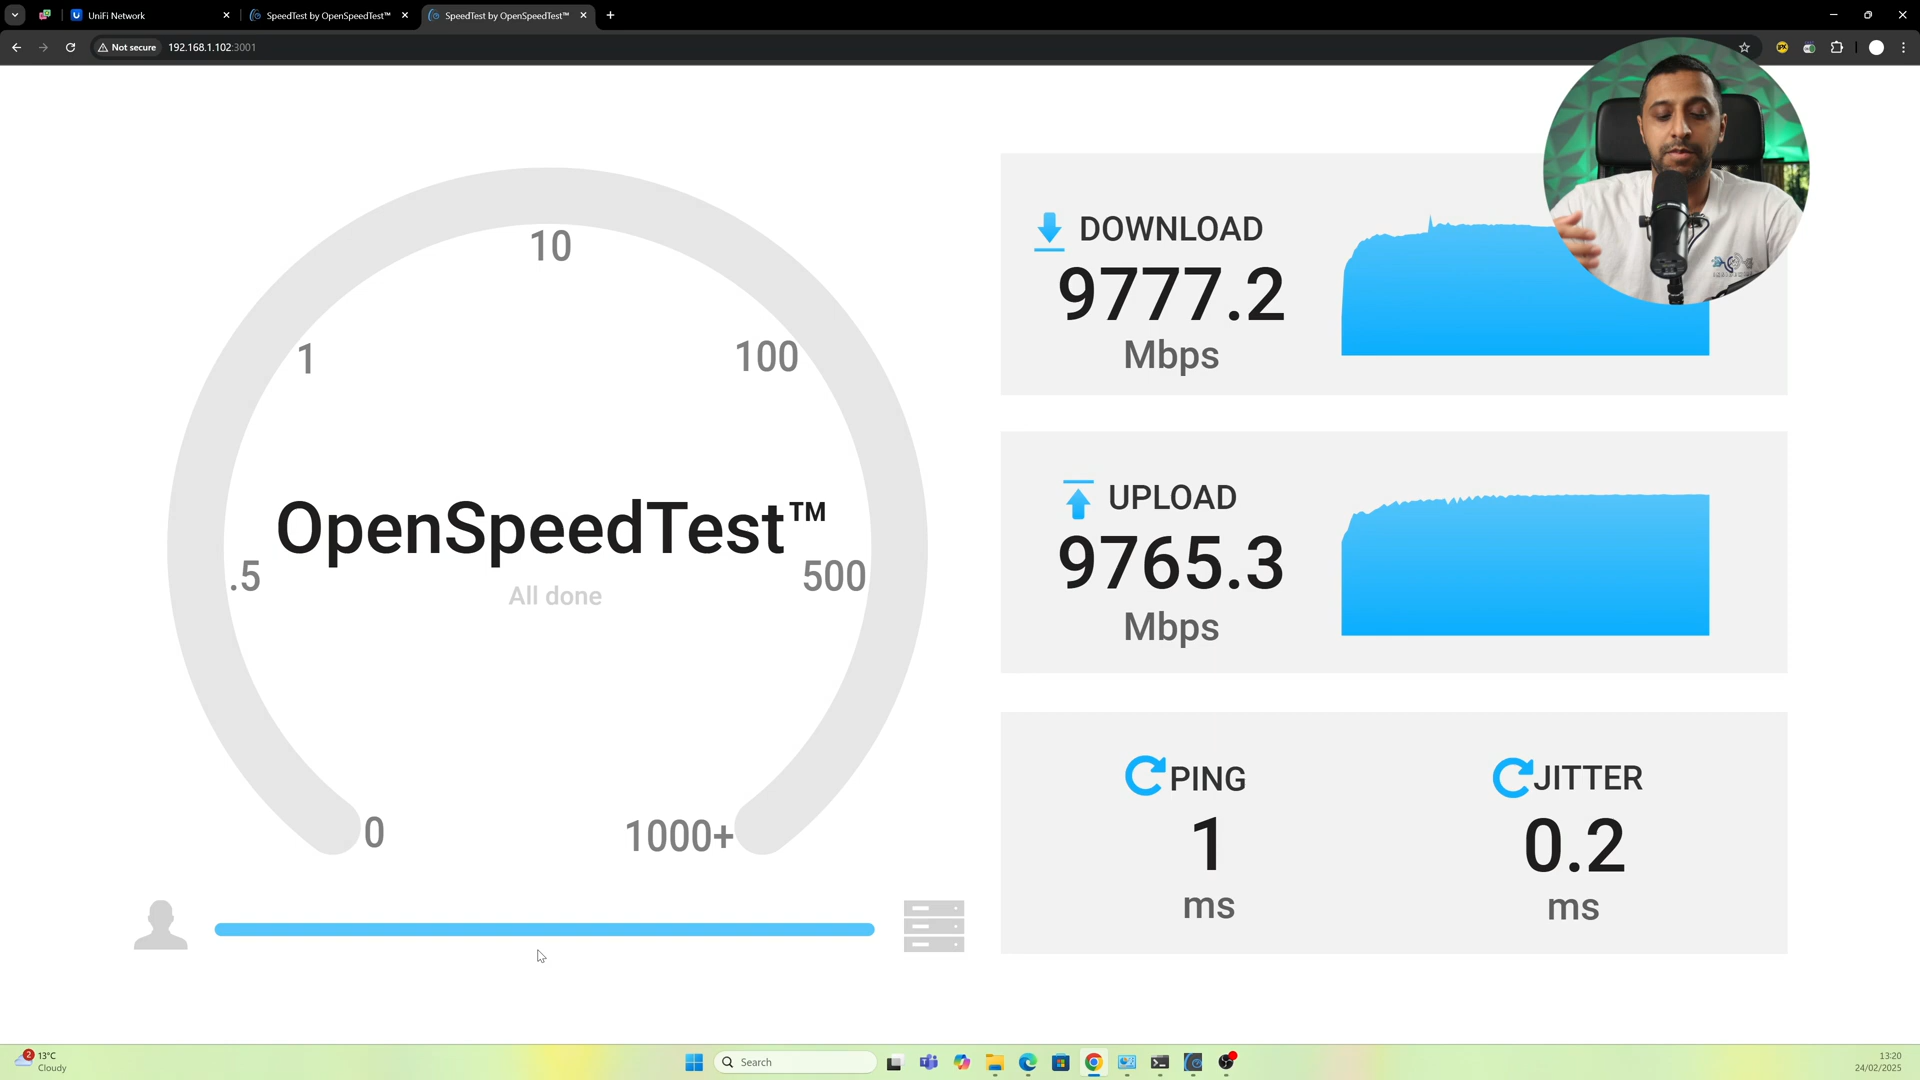 UniFi Network
SpeedTest by OpenSpeedTest™
SpeedTest by OpenSpeedTest™
Not secure
192.168.1.102:3001
10
1
100
.5
500
0
1000+
OpenSpeedTest™
All done
DOWNLOAD
9777.2
Mbps
UPLOAD
9765.3
Mbps
PING
1
ms
JITTER
0.2
ms
2
13°C
Cloudy
Search
13:20
24/02/2025